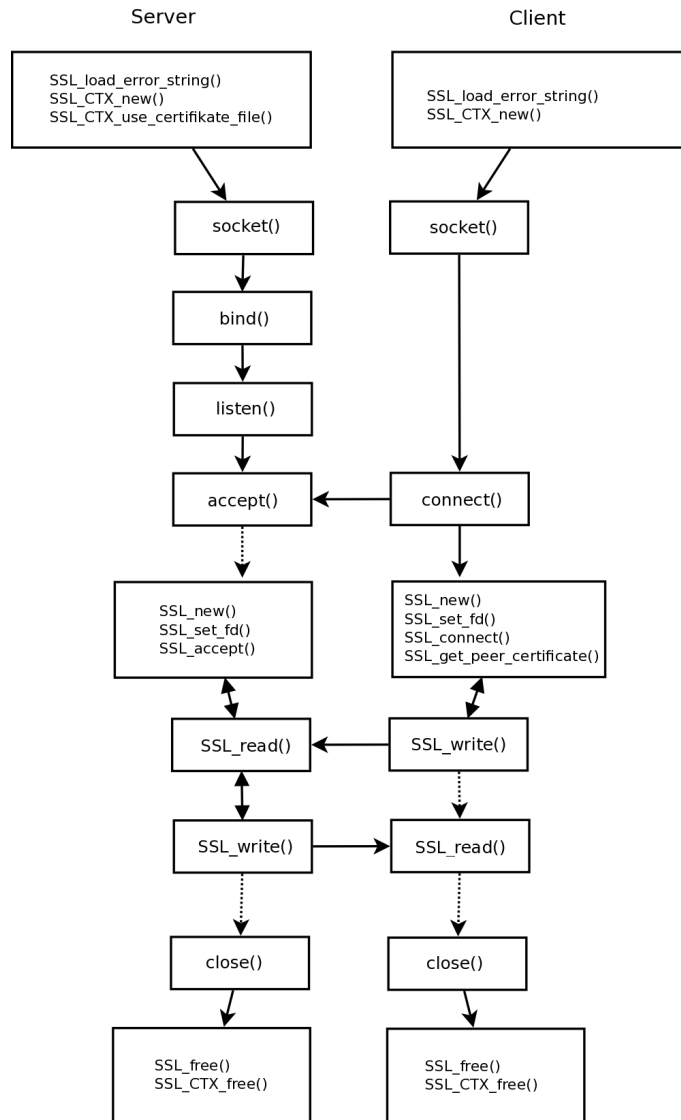 Server
Client
SSL_load_error_string()
SSL_CTX_new()
SSL_CTX_use_certifikate_file()
SSL_load_error_string()
SSL_CTX_new()
socket()
socket()
bind()
listen()
accept()
connect()
SSL_new()
SSL_set_fd()
SSL_accept()
SSL_new()
SSL_set_fd()
SSL_connect()
SSL_get_peer_certificate()
SSL_read()
SSL_write()
SSL_write()
SSL_read()
close()
close()
SSL_free()
SSL_CTX_free()
SSL_free()
SSL_CTX_free()